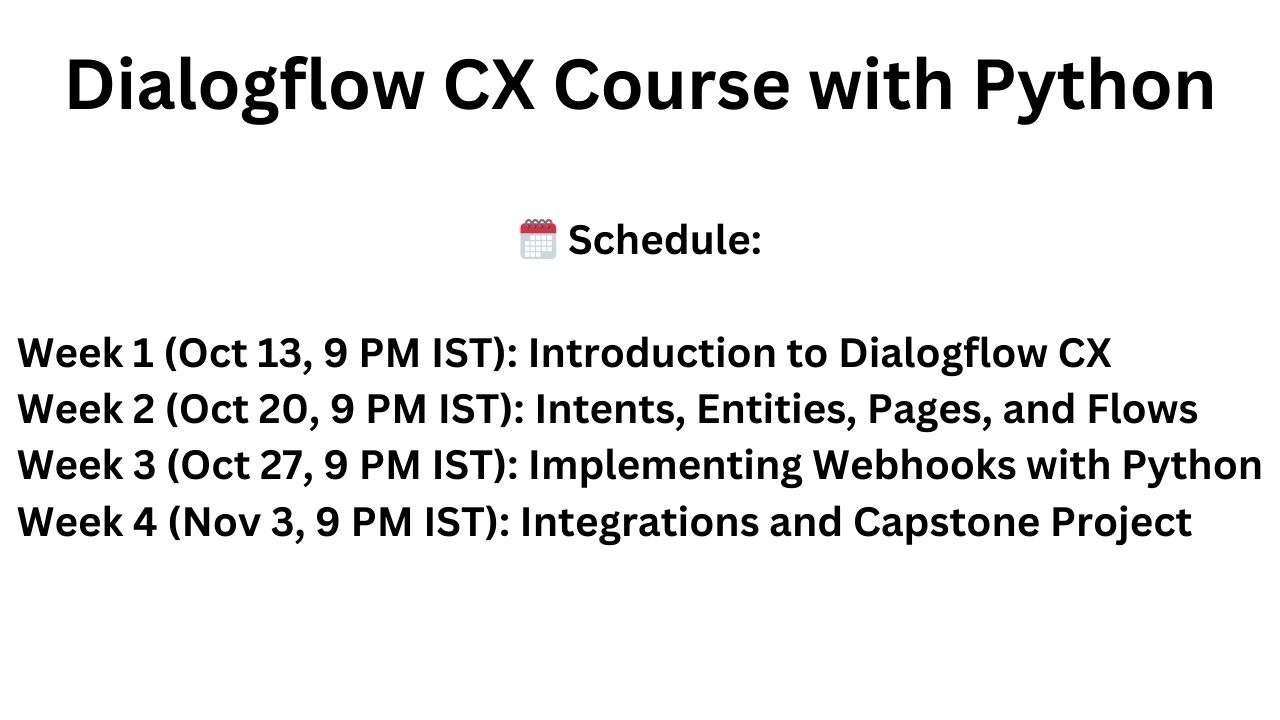 Dialogflow CX Course with Python
🗓️ Schedule:
Week 1 (Oct 13, 9 PM IST): Introduction to Dialogflow CX
Week 2 (Oct 20, 9 PM IST): Intents, Entities, Pages, and Flows
Week 3 (Oct 27, 9 PM IST): Implementing Webhooks with Python
Week 4 (Nov 3, 9 PM IST): Integrations and Capstone Project